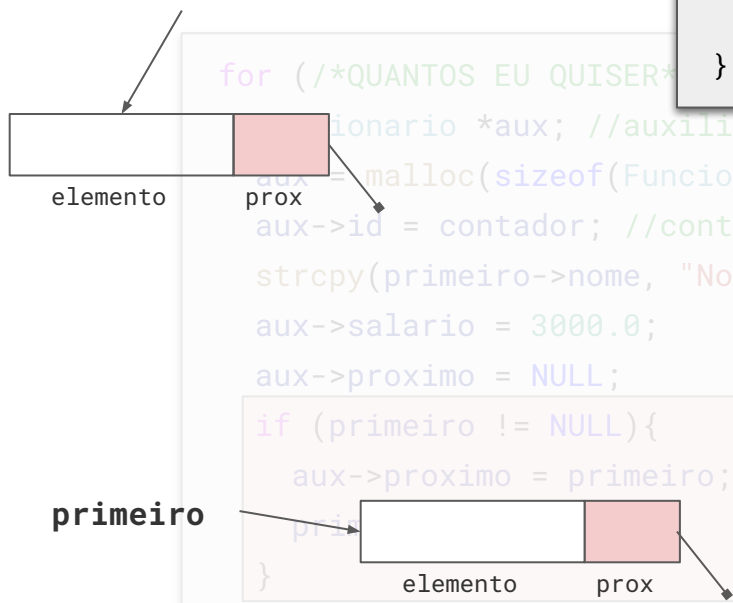 }
for (/*QUANTOS EU QUISER*
ionario *aux; //auxili
aux = malloc(sizeof(Funcio
elemento prox
aux->id = contador; //cont
strcpy(primeiro->nome, "No
aux->salario = 3000.0;
aux->proximo = NULL;
if (primeiro != NULL){
aux->proximo = primeiro;
primeiro
prim
}
elemento prox